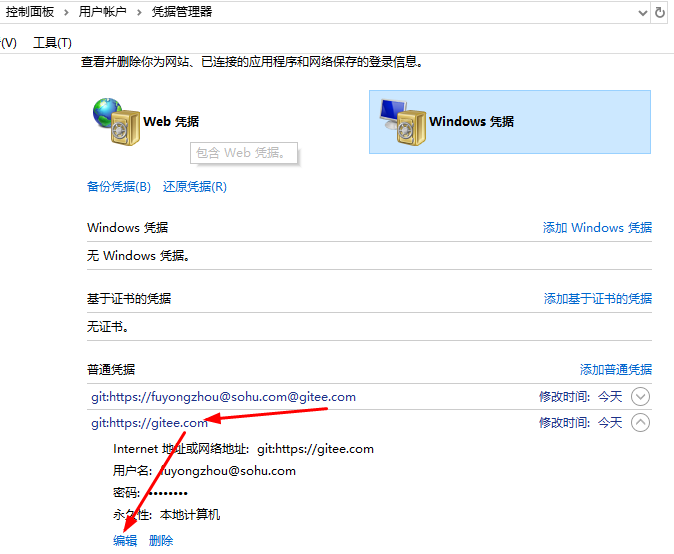 控制面板 > 用户帐户 > 凭据管理器
(V) 工具(T)
查看并删除你为网站、已连接的应用程序和网络保存的登录信息。
Web 凭据 Windows 凭据
包含 Web 凭据。
备份凭据(B) 还原凭据(R)
Windows 凭据 添加 Windows 凭据
无 Windows 凭据。
基于证书的凭据 添加基于证书的凭据
无证书。
普通凭据 添加普通凭据
git:https://fuyongzhou@sohu.com@gitee.com 修改时间: 今天
git:https://gitee.com 修改时间: 今天
Internet 地址或网络地址: git:https://gitee.com
用户名: fuyongzhou@sohu.com
密码: ••••••••
永久性: 本地计算机
编辑 删除